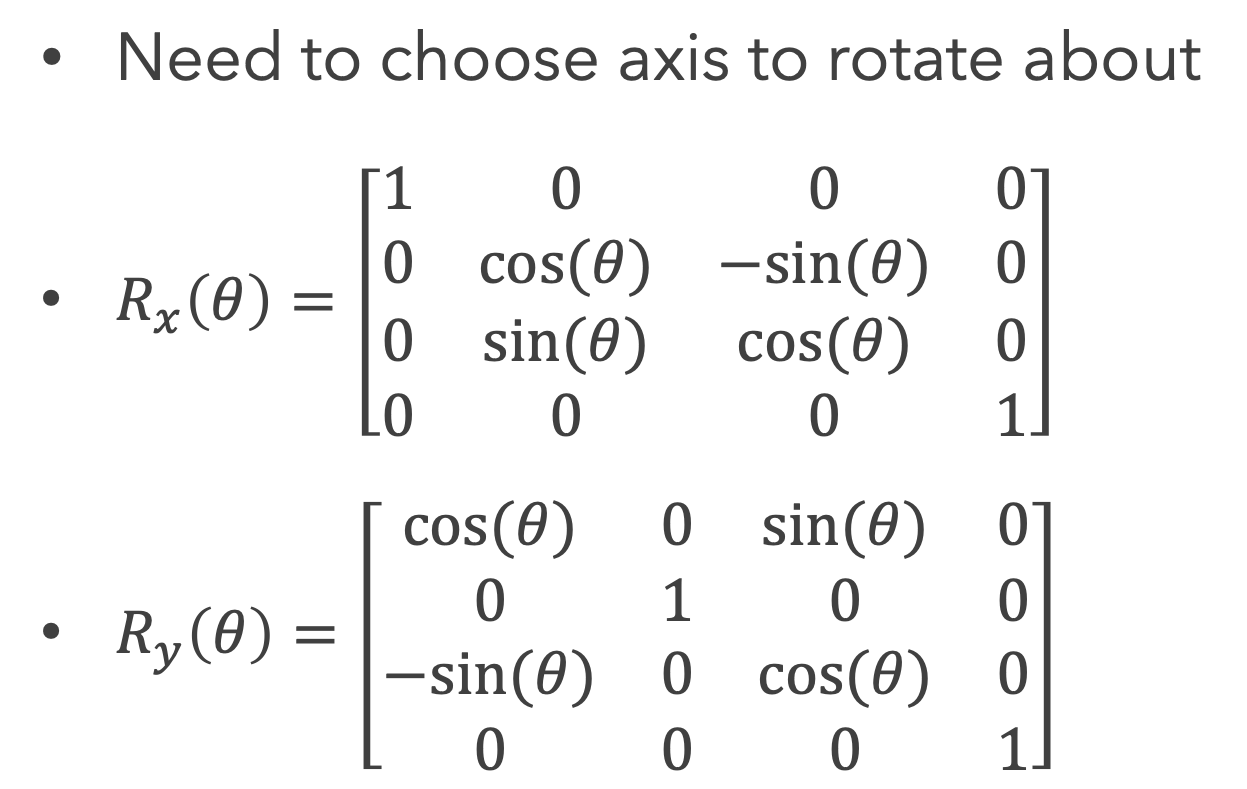 • Need to choose axis to rotate about
• Rₓ(θ) =
[1 0 0 0]
[0 cos(θ) −sin(θ) 0]
[0 sin(θ) cos(θ) 0]
[0 0 0 1]
• R_y(θ) =
[cos(θ) 0 sin(θ) 0]
[0 1 0 0]
[−sin(θ) 0 cos(θ) 0]
[0 0 0 1]